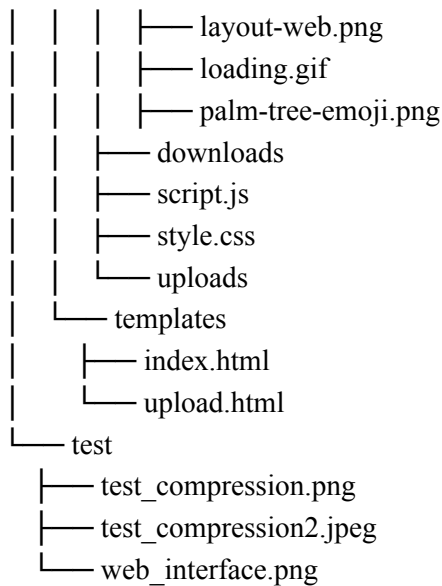 layout-web.png
loading.gif
palm-tree-emoji.png
downloads
script.js
style.css
uploads
templates
index.html
upload.html
test
test_compression.png
test_compression2.jpeg
web_interface.png